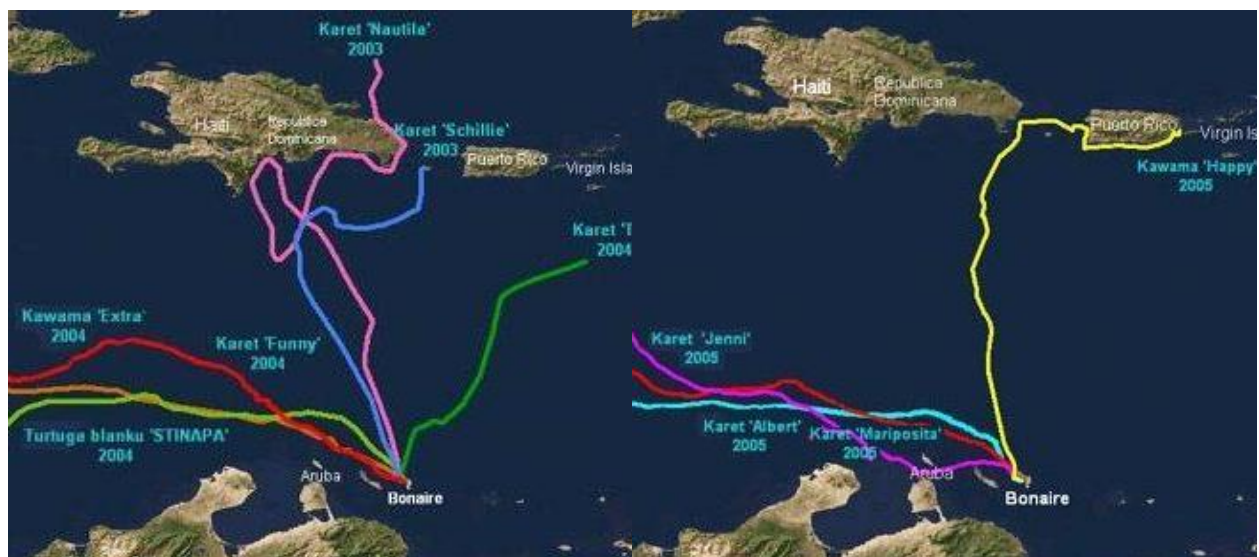 Karet 'Nautila'
2003
Haiti
Republica
Dominicana
Karet 'Schillie'
2003
Puerto Rico
Virgin Isla
Karet 'T
2004
Kawama 'Extra'
2004
Karet 'Funny'
2004
Turtuga blanku 'STINAPA'
2004
Aruba
Bonaire
Haiti
Republica
Dominicana
Puerto Rico
Virgin Isl
Kawama 'Happy'
2005
Karet 'Jenni'
2005
Karet 'Albert'
2005
Karet 'Mariposita'
2005
Aruba
Bonaire